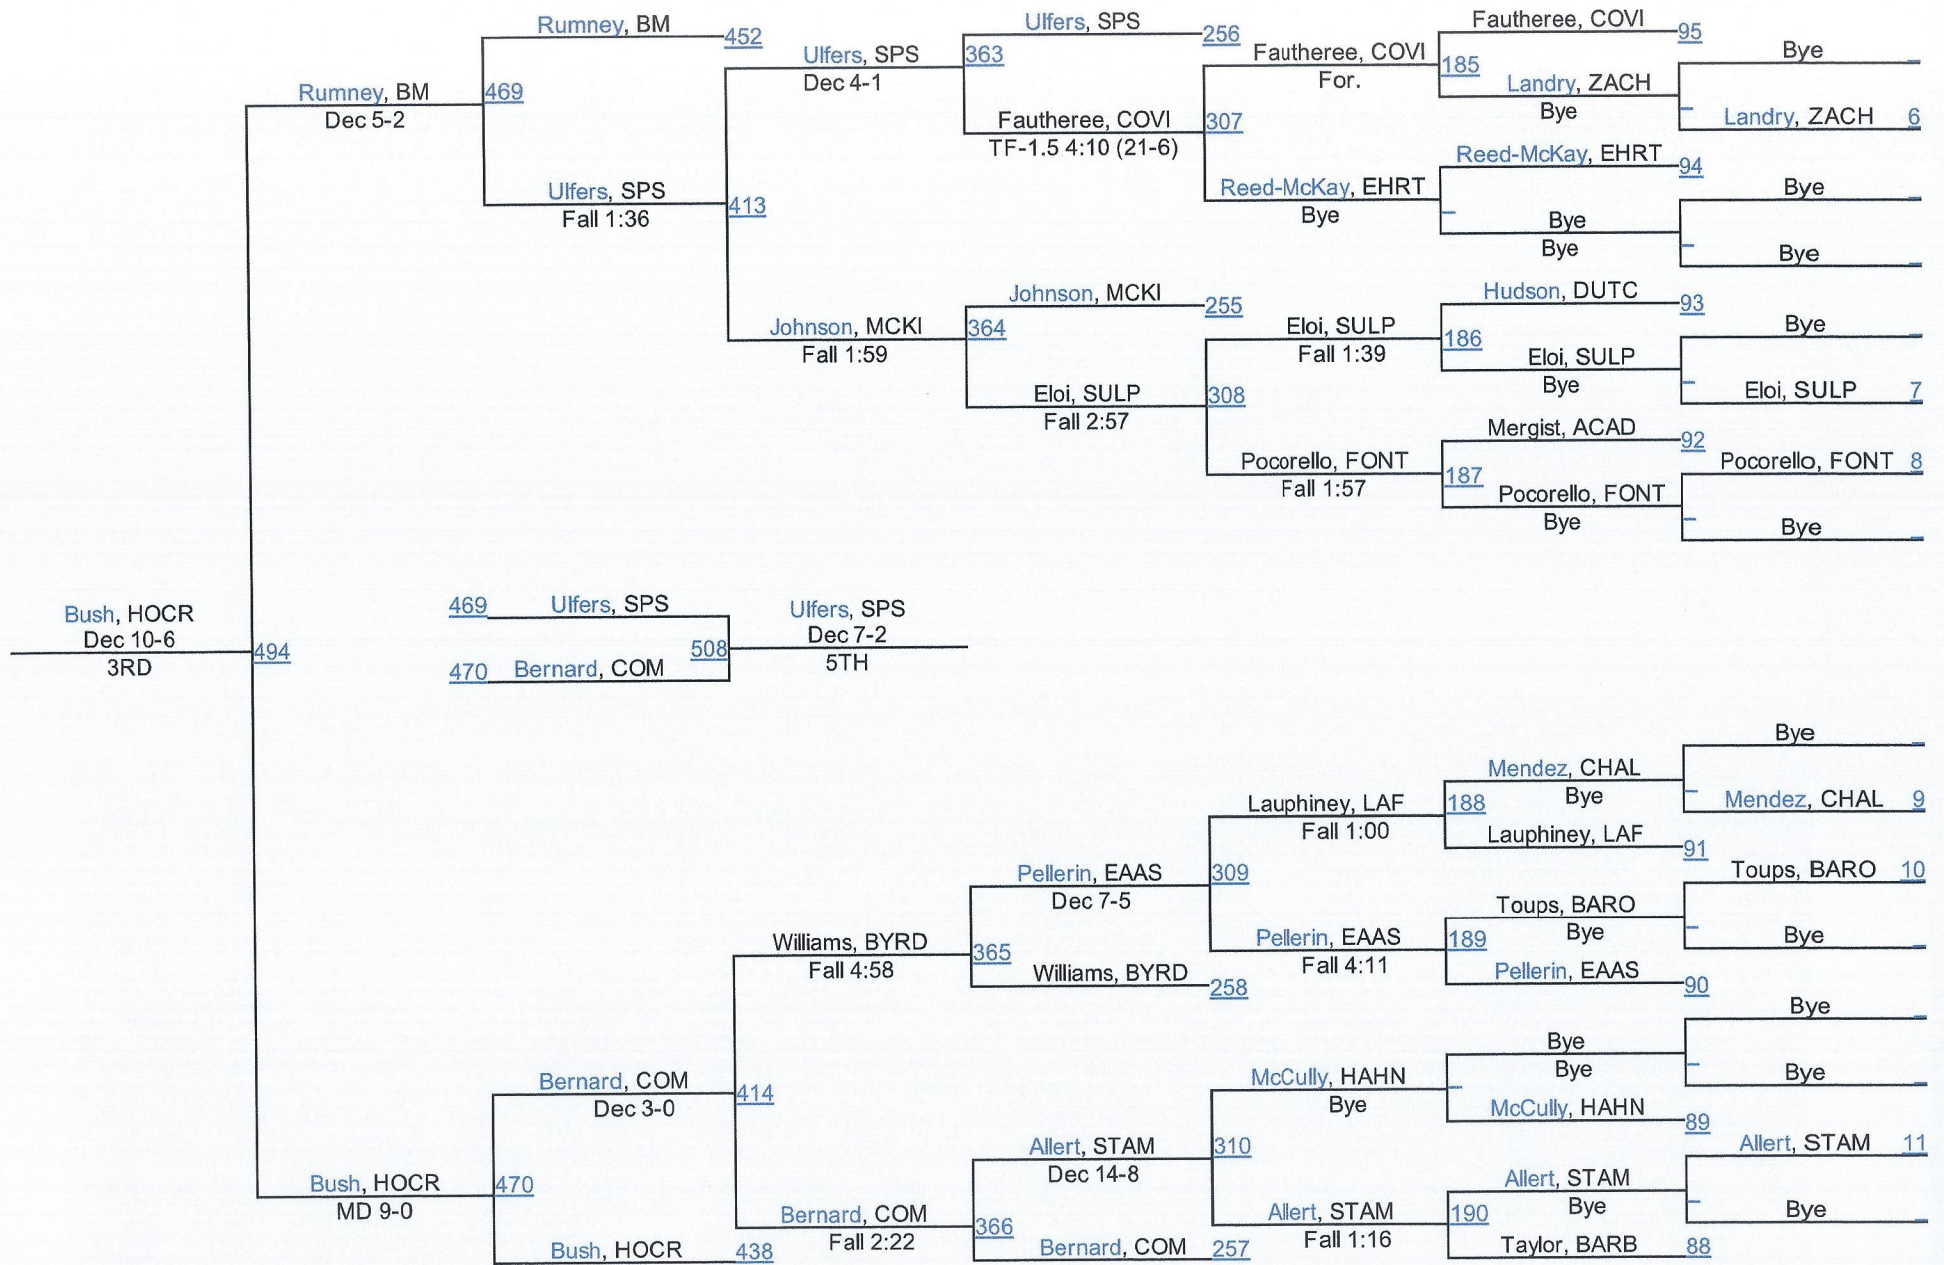 Rumney, BM 452
Ulfers, SPS 256
Fautheree, COVI 95
Bye
Ulfers, SPS 363
Dec 4-1
Fautheree, COVI 185
For.
Landry, ZACH
Bye
Landry, ZACH 6
Rumney, BM 469
Dec 5-2
Fautheree, COVI 307
TF-1.5 4:10 (21-6)
Reed-McKay, EHRT 94
Bye
Ulfers, SPS 413
Fall 1:36
Reed-McKay, EHRT
Bye
Bye
Bye
Bye
Johnson, MCKI 255
Hudson, DUTC 93
Bye
Johnson, MCKI 364
Fall 1:59
Eloi, SULP 186
Fall 1:39
Eloi, SULP
Bye
Eloi, SULP 7
Eloi, SULP 308
Fall 2:57
Mergist, ACAD 92
Pocorello, FONT 8
Pocorello, FONT 187
Fall 1:57
Pocorello, FONT
Bye
Bye
Bush, HOCR
Dec 10-6
3RD
494
469 Ulfers, SPS
470 Bernard, COM
508
Ulfers, SPS
Dec 7-2
5TH
Bye
Mendez, CHAL
Bye
Mendez, CHAL 9
Lauphiney, LAF 188
Fall 1:00
Lauphiney, LAF 91
Toups, BARO 10
Pellerin, EAAS 309
Dec 7-5
Toups, BARO
Bye
Bye
Williams, BYRD 365
Fall 4:58
Pellerin, EAAS 189
Fall 4:11
Williams, BYRD 258
Pellerin, EAAS 90
Bye
Bye
Bye
Bye
Bernard, COM 414
Dec 3-0
McCully, HAHN
Bye
McCully, HAHN 89
Allert, STAM 310
Dec 14-8
Allert, STAM 11
Bush, HOCR 470
MD 9-0
Allert, STAM
Bye
Bye
Bernard, COM 366
Fall 2:22
Allert, STAM 190
Fall 1:16
Bush, HOCR 438
Bernard, COM 257
Taylor, BARB 88